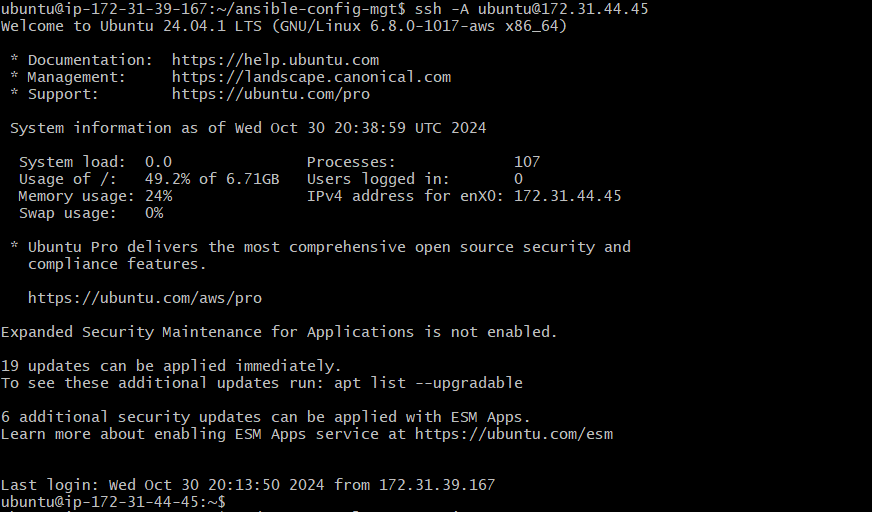 ubuntu@ip-172-31-39-167:~/ansible-config-mgt$ ssh -A ubuntu@172.31.44.45
Welcome to Ubuntu 24.04.1 LTS (GNU/Linux 6.8.0-1017-aws x86_64)
* Documentation:  https://help.ubuntu.com
* Management:     https://landscape.canonical.com
* Support:        https://ubuntu.com/pro
System information as of Wed Oct 30 20:38:59 UTC 2024
System load:  0.0               Processes:             107
Usage of /:   49.2% of 6.71GB   Users logged in:       0
Memory usage: 24%               IPv4 address for enX0: 172.31.44.45
Swap usage:   0%
* Ubuntu Pro delivers the most comprehensive open source security and
compliance features.
https://ubuntu.com/aws/pro
Expanded Security Maintenance for Applications is not enabled.
19 updates can be applied immediately.
To see these additional updates run: apt list --upgradable
6 additional security updates can be applied with ESM Apps.
Learn more about enabling ESM Apps service at https://ubuntu.com/esm
Last login: Wed Oct 30 20:13:50 2024 from 172.31.39.167
ubuntu@ip-172-31-44-45:~$